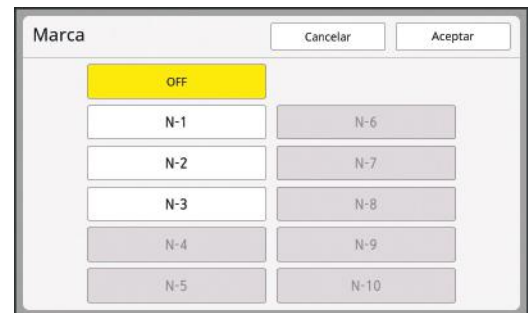 Marca Cancelar Aceptar
OFF
N-1 N-6
N-2 N-7
N-3 N-8
N-4 N-9
N-5 N-10